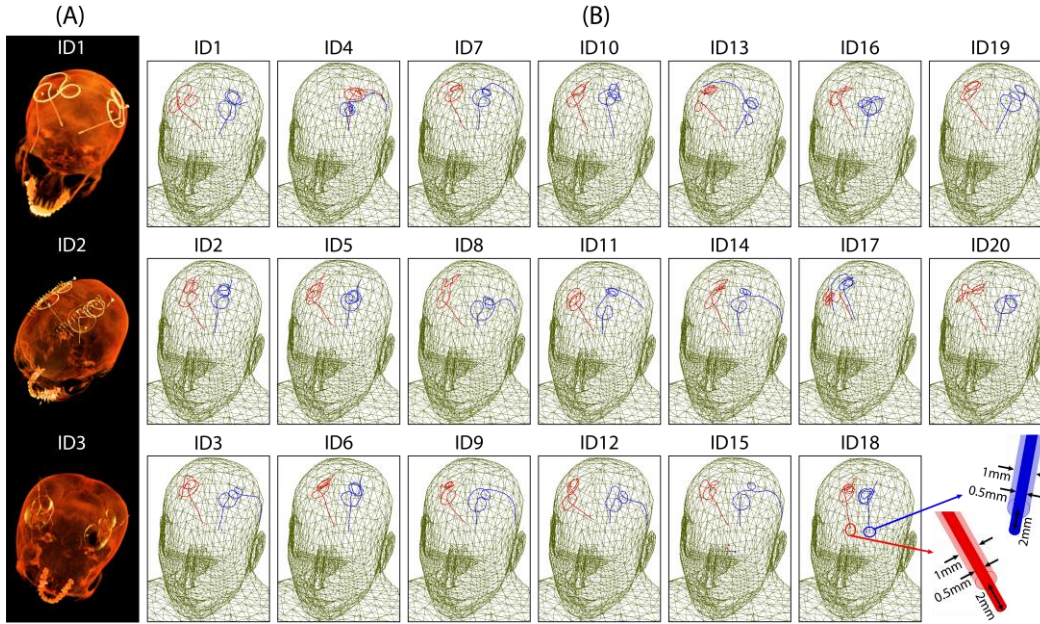 (A)
(B)
ID1
ID1
ID4
ID7
ID10
ID13
ID16
ID19
ID2
ID2
ID5
ID8
ID11
ID14
ID17
ID20
ID3
ID3
ID6
ID9
ID12
ID15
ID18
1mm
0.5mm
2mm
1mm
0.5mm
2mm